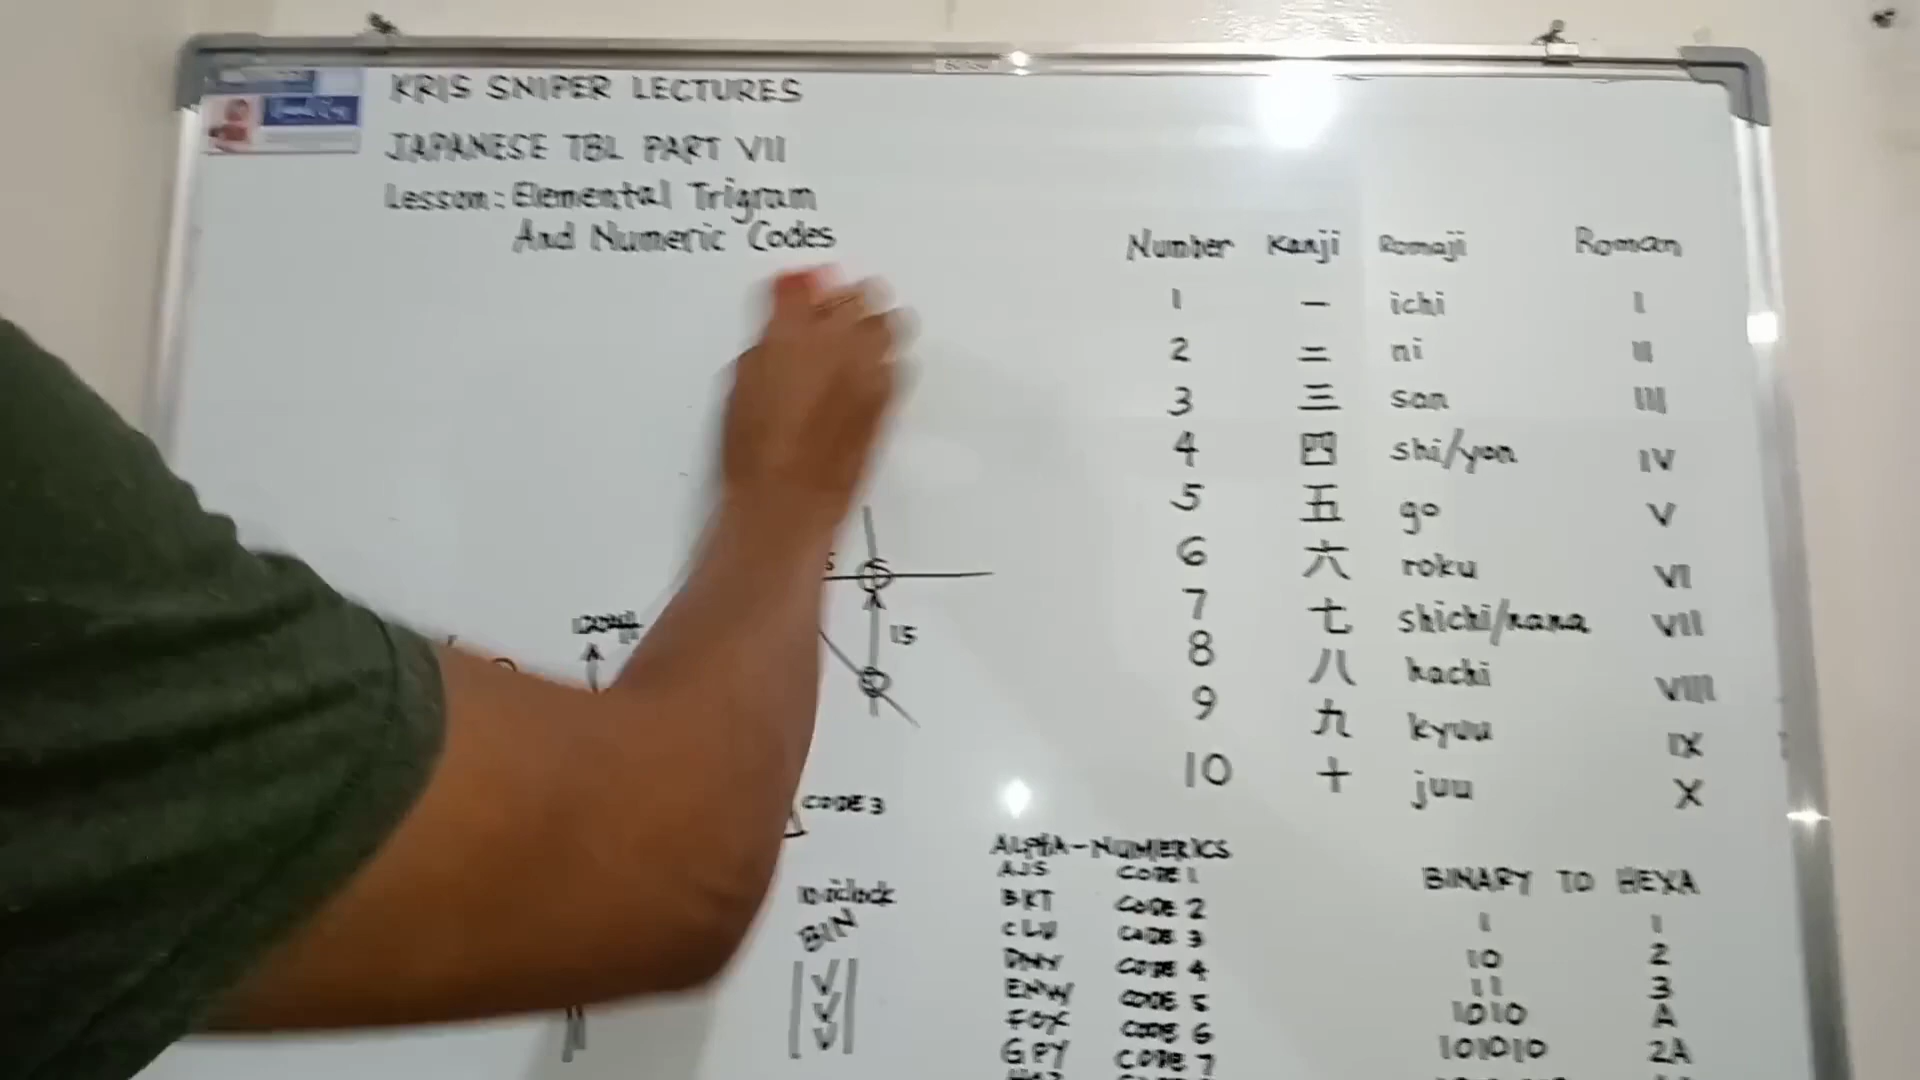 KRIS SNIPER LECTURES
JAPANESE TBL PART VII
Lesson: Elemental Trigram
And Numeric Codes
Number Kanji Romaji Roman
1 一 ichi I
2 二 ni II
3 三 san III
4 四 shi/yon IV
5 五 go V
6 六 roku VI
7 七 shichi/nana VII
8 八 hachi VIII
9 九 kyuu IX
10 十 juu X
15
CODE 3
10 o'clock
BIN
ALPHA-NUMERICS
AJS CODE 1
BKT CODE 2
CLU CODE 3
DMV CODE 4
ENW CODE 5
FOX CODE 6
GPY CODE 7
BINARY TO HEXA
1 1
10 2
11 3
1010 A
101010 2A